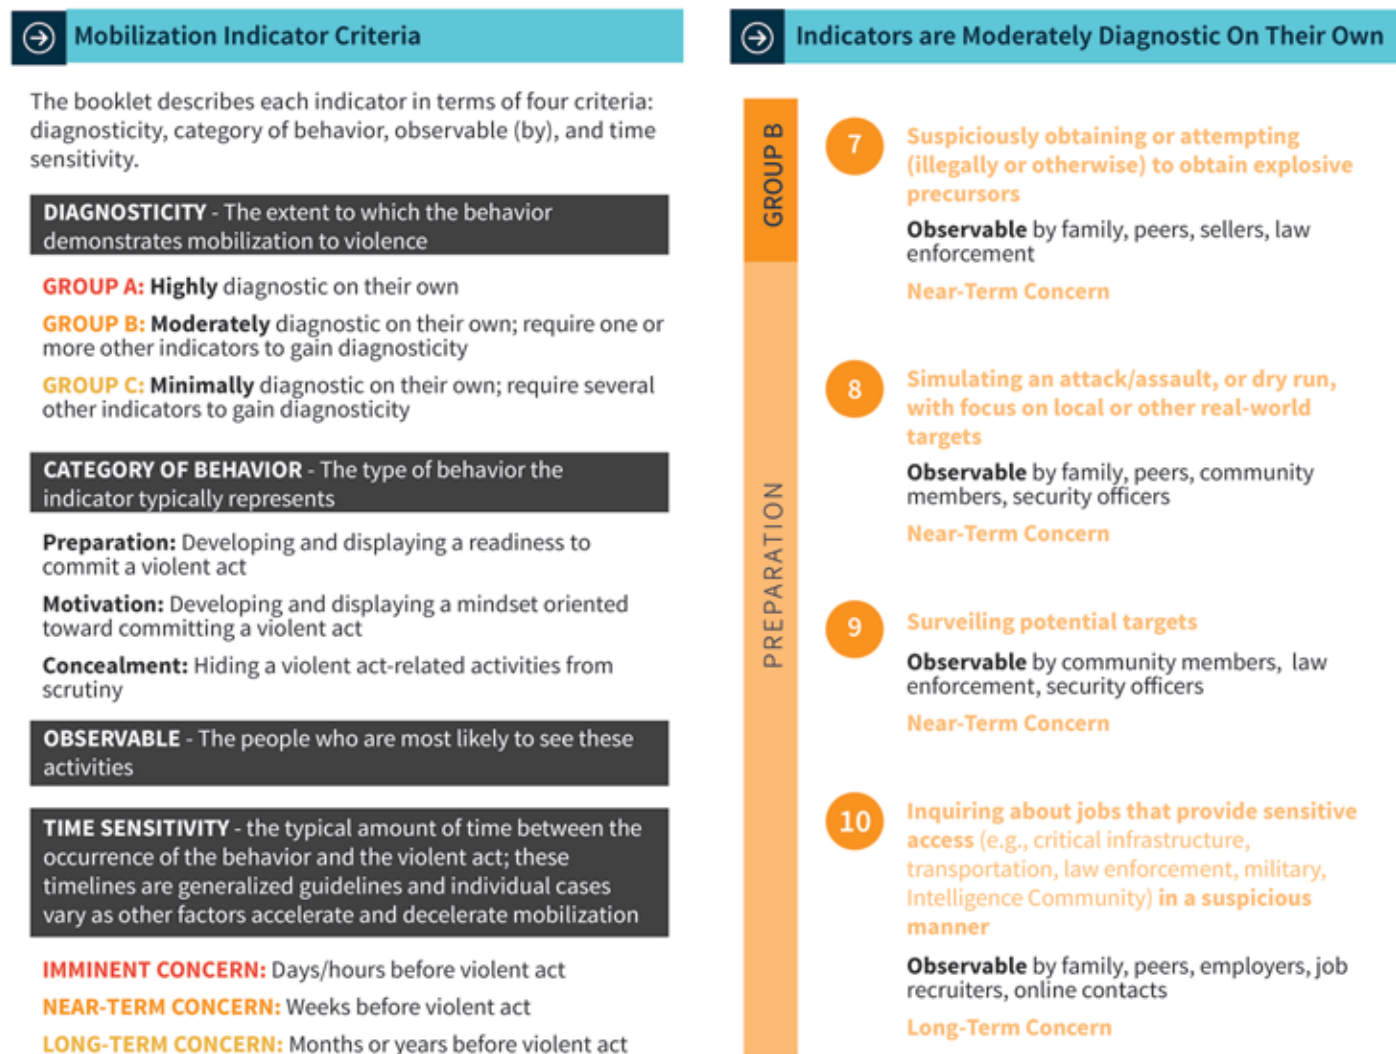 Mobilization Indicator Criteria
The booklet describes each indicator in terms of four criteria:
diagnosticity, category of behavior, observable (by), and time
sensitivity.
DIAGNOSTICITY - The extent to which the behavior
demonstrates mobilization to violence
GROUP A: Highly diagnostic on their own
GROUP B: Moderately diagnostic on their own; require one or
more other indicators to gain diagnosticity
GROUP C: Minimally diagnostic on their own; require several
other indicators to gain diagnosticity
CATEGORY OF BEHAVIOR - The type of behavior the
indicator typically represents
Preparation: Developing and displaying a readiness to
commit a violent act
Motivation: Developing and displaying a mindset oriented
toward committing a violent act
Concealment: Hiding a violent act-related activities from
scrutiny
OBSERVABLE - The people who are most likely to see these
activities
TIME SENSITIVITY - the typical amount of time between the
occurrence of the behavior and the violent act; these
timelines are generalized guidelines and individual cases
vary as other factors accelerate and decelerate mobilization
IMMINENT CONCERN: Days/hours before violent act
NEAR-TERM CONCERN: Weeks before violent act
LONG-TERM CONCERN: Months or years before violent act
Indicators are Moderately Diagnostic On Their Own
GROUP B
PREPARATION
7
Suspiciously obtaining or attempting
(illegally or otherwise) to obtain explosive
precursors
Observable by family, peers, sellers, law
enforcement
Near-Term Concern
8
Simulating an attack/assault, or dry run,
with focus on local or other real-world
targets
Observable by family, peers, community
members, security officers
Near-Term Concern
9
Surveiling potential targets
Observable by community members, law
enforcement, security officers
Near-Term Concern
10
Inquiring about jobs that provide sensitive
access (e.g., critical infrastructure,
transportation, law enforcement, military,
Intelligence Community) in a suspicious
manner
Observable by family, peers, employers, job
recruiters, online contacts
Long-Term Concern